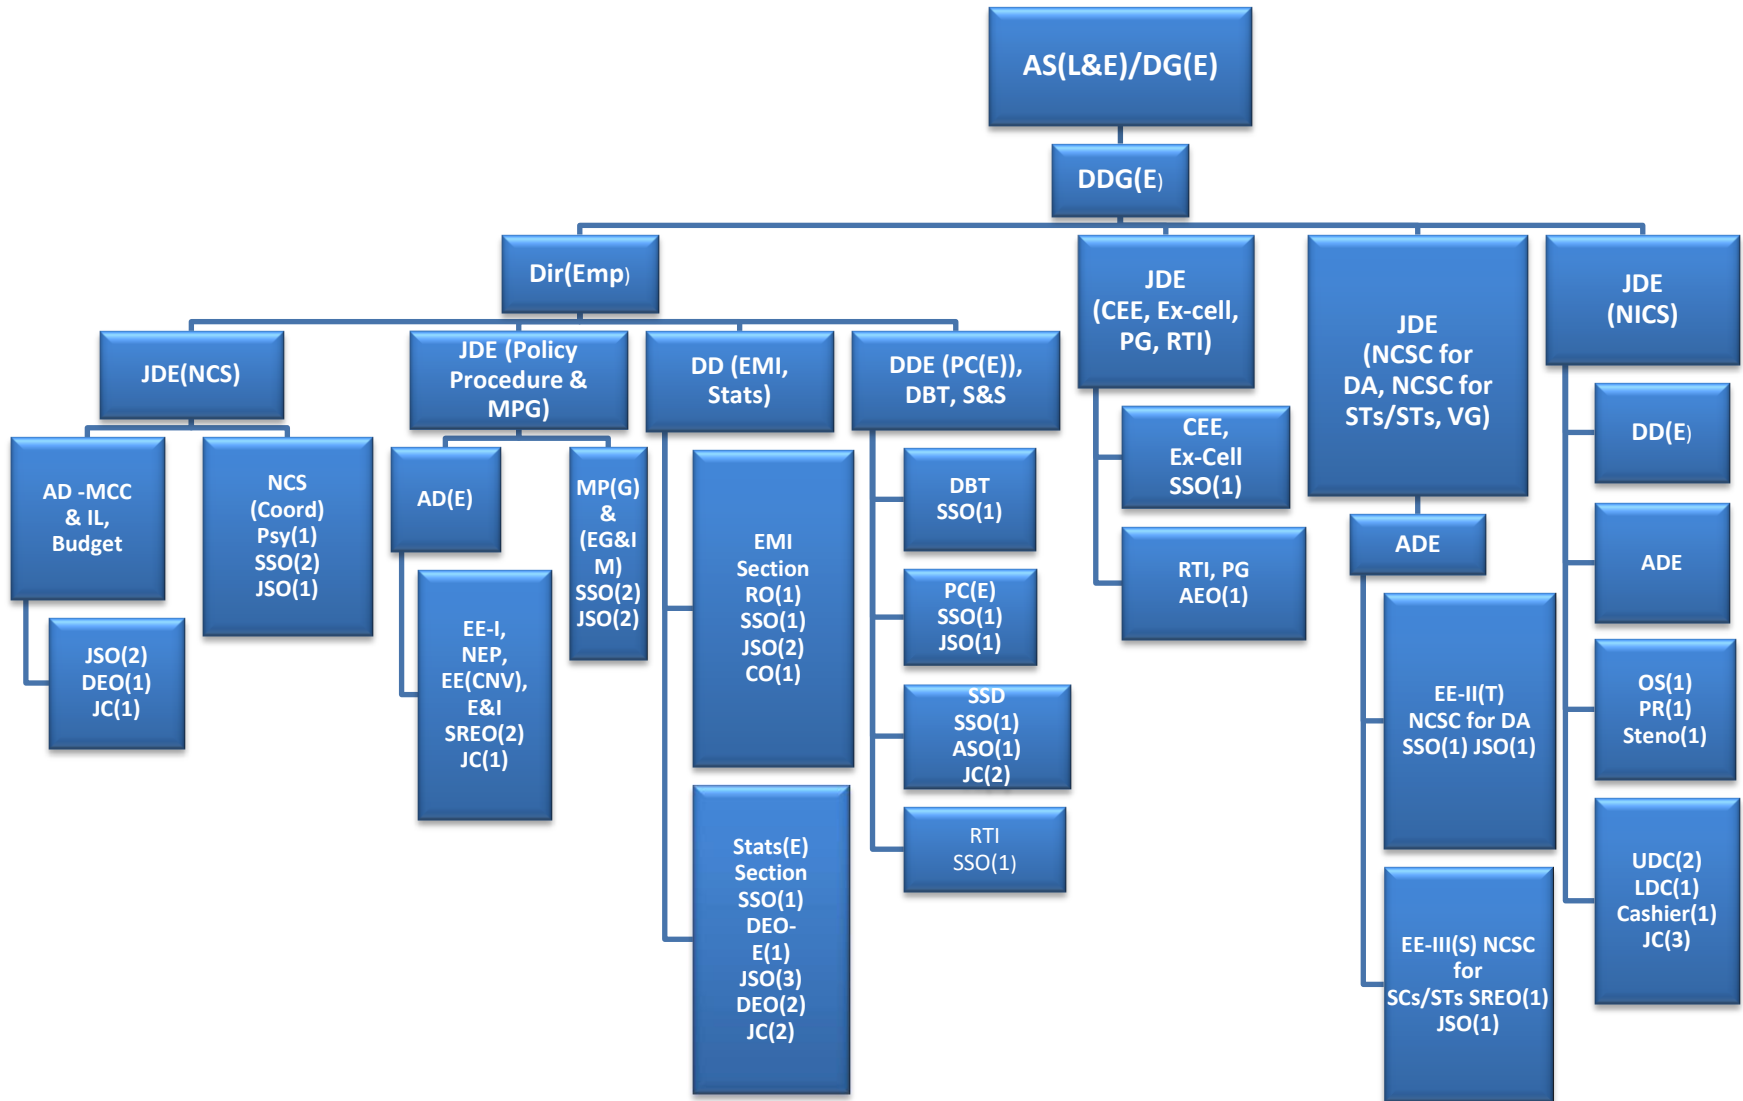 AS(L&E)/DG(E)
DDG(E)
Dir(Emp)
JDE
(CEE, Ex-cell,
PG, RTI)
JDE
(NCSC for
DA, NCSC for
STs/STs, VG)
JDE
(NICS)
JDE(NCS)
JDE (Policy
Procedure &
MPG)
DD (EMI,
Stats)
DDE (PC(E)),
DBT, S&S
AD -MCC
& IL,
Budget
JSO(2)
DEO(1)
JC(1)
NCS
(Coord)
Psy(1)
SSO(2)
JSO(1)
AD(E)
EE-I,
NEP,
EE(CNV),
E&I
SREO(2)
JC(1)
MP(G)
&
(EG&I
M)
SSO(2)
JSO(2)
EMI
Section
RO(1)
SSO(1)
JSO(2)
CO(1)
Stats(E)
Section
SSO(1)
DEO-
E(1)
JSO(3)
DEO(2)
JC(2)
DBT
SSO(1)
PC(E)
SSO(1)
JSO(1)
SSD
SSO(1)
ASO(1)
JC(2)
RTI
SSO(1)
CEE,
Ex-Cell
SSO(1)
RTI, PG
AEO(1)
ADE
EE-II(T)
NCSC for DA
SSO(1) JSO(1)
EE-III(S) NCSC
for
SCs/STs SREO(1)
JSO(1)
DD(E)
ADE
OS(1)
PR(1)
Steno(1)
UDC(2)
LDC(1)
Cashier(1)
JC(3)